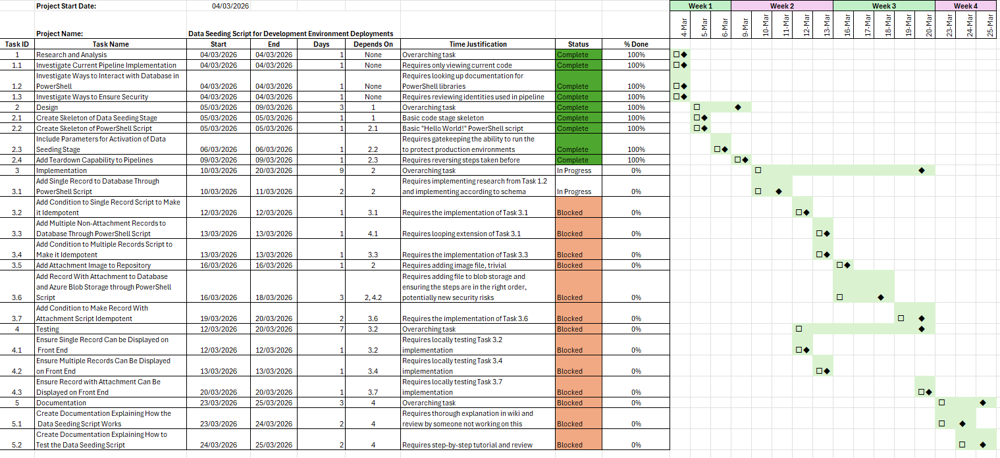 Project Start Date: 04/03/2026 Week 1 Week 2 Week 3 Week 4
Project Name: Data Seeding Script for Development Environment Deployments 4-Mar 5-Mar 6-Mar 9-Mar 10-Mar 11-Mar 12-Mar 13-Mar 16-Mar 17-Mar 18-Mar 19-Mar 20-Mar 23-Mar 24-Mar 25-Mar
Task ID Task Name Start End Days Depends On Time Justification Status % Done
1 Research and Analysis 04/03/2026 04/03/2026 1 None Overarching task Complete 100%
1.1 Investigate Current Pipeline Implementation 04/03/2026 04/03/2026 1 None Requires only viewing current code Complete 100%
Investigate Ways to Interact with Database in Requires looking up documentation for
1.2 PowerShell 04/03/2026 04/03/2026 1 None PowerShell libraries Complete 100%
1.3 Investigate Ways to Ensure Security 04/03/2026 04/03/2026 1 None Requires reviewing identities used in pipeline Complete 100%
2 Design 05/03/2026 09/03/2026 3 1 Overarching task Complete 100%
2.1 Create Skeleton of Data Seeding Stage 05/03/2026 05/03/2026 1 1 Basic code stage skeleton Complete 100%
2.2 Create Skeleton of PowerShell Script 05/03/2026 05/03/2026 1 2.1 Basic "Hello World!" PowerShell script Complete 100%
Include Parameters for Activation of Data Requires gatekeeping the ability to run the
2.3 Seeding Stage 06/03/2026 06/03/2026 1 2.2 to protect production environments Complete 100%
2.4 Add Teardown Capability to Pipelines 09/03/2026 09/03/2026 1 2.3 Requires reversing steps taken before Complete 100%
3 Implementation 10/03/2026 20/03/2026 9 2 Overarching task In Progress 0%
Add Single Record to Database Through Requires implementing research from Task 1.2
3.1 PowerShell Script 10/03/2026 11/03/2026 2 2 and implementing according to schema In Progress 0%
Add Condition to Single Record Script to Make
3.2 it Idempotent 12/03/2026 12/03/2026 1 3.1 Requires the implementation of Task 3.1 Blocked 0%
Add Multiple Non-Attachment Records to
3.3 Database Through PowerShell Script 13/03/2026 13/03/2026 1 4.1 Requires looping extension of Task 3.1 Blocked 0%
Add Condition to Multiple Records Script to
3.4 Make it Idempotent 13/03/2026 13/03/2026 1 3.3 Requires the implementation of Task 3.3 Blocked 0%
3.5 Add Attachment Image to Repository 16/03/2026 16/03/2026 1 2 Requires adding image file, trivial Blocked 0%
Add Record With Attachment to Database Requires adding file to blob storage and
and Azure Blob Storage through PowerShell ensuring the steps are in the right order,
3.6 Script 16/03/2026 18/03/2026 3 2, 4.2 potentially new security risks Blocked 0%
Add Condition to Make Record With
3.7 Attachment Script Idempotent 19/03/2026 20/03/2026 2 3.6 Requires the implementation of Task 3.6 Blocked 0%
4 Testing 12/03/2026 20/03/2026 7 3.2 Overarching task Blocked 0%
Ensure Single Record Can be Displayed on Requires locally testing Task 3.2
4.1 Front End 12/03/2026 12/03/2026 1 3.2 implementation Blocked 0%
Ensure Multiple Records Can Be Displayed Requires locally testing Task 3.4
4.2 on Front End 13/03/2026 13/03/2026 1 3.4 implementation Blocked 0%
Ensure Record with Attachment Can Be Requires locally testing Task 3.7
4.3 Displayed on Front End 20/03/2026 20/03/2026 1 3.7 implementation Blocked 0%
5 Documentation 23/03/2026 25/03/2026 3 4 Overarching task Blocked 0%
Create Documentation Explaining How the Requires thorough explanation in wiki and
5.1 Data Seeding Script Works 23/03/2026 24/03/2026 2 4 review by someone not working on this Blocked 0%
Create Documentation Explaining How to
5.2 Test the Data Seeding Script 24/03/2026 25/03/2026 2 4 Requires step-by-step tutorial and review Blocked 0%